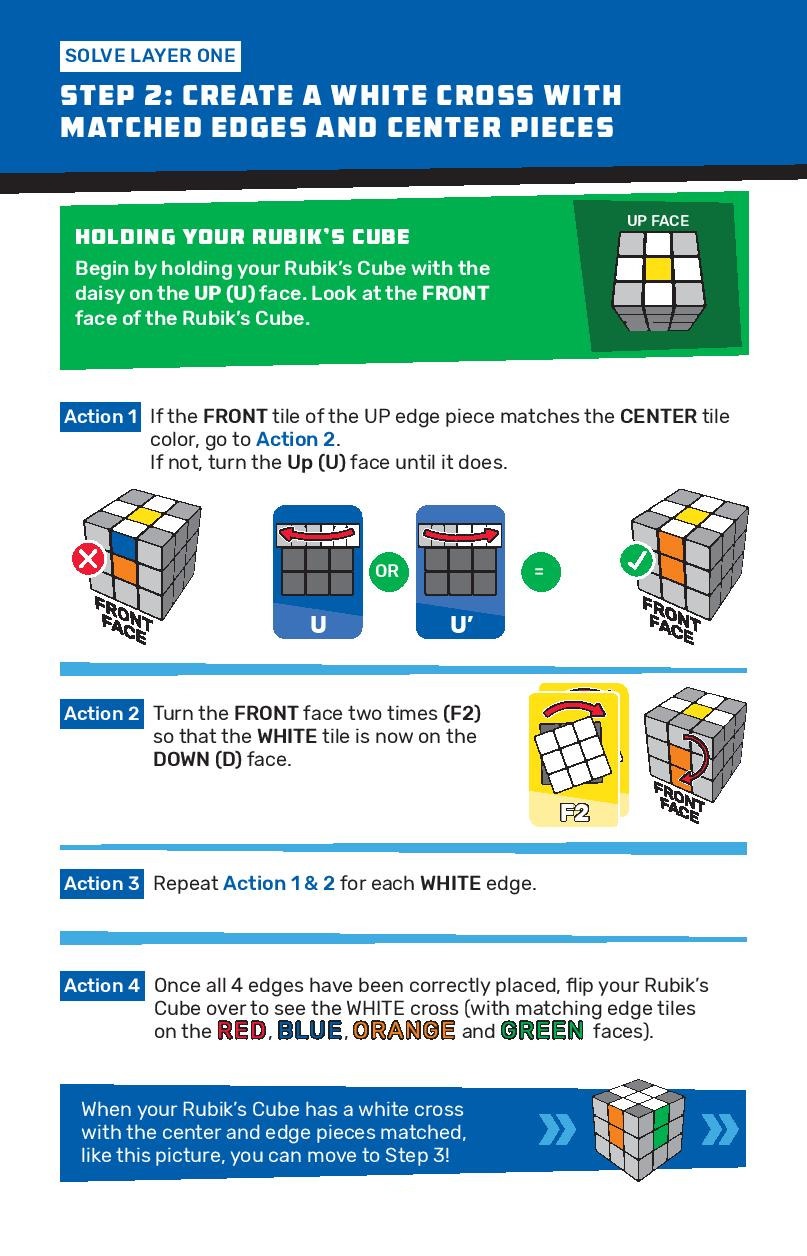 SOLVE LAYER ONE
STEP 2: CREATE A WHITE CROSS WITH
MATCHED EDGES AND CENTER PIECES
HOLDING YOUR RUBIK'S CUBE
Begin by holding your Rubik's Cube with the
daisy on the UP (U) face. Look at the FRONT
face of the Rubik's Cube.
UP FACE
Action 1
If the FRONT tile of the UP edge piece matches the CENTER tile
color, go to Action 2.
If not, turn the Up (U) face until it does.
FRONT
FACE
U
OR
U’
=
FRONT
FACE
Action 2
Turn the FRONT face two times (F2)
so that the WHITE tile is now on the
DOWN (D) face.
F2
FRONT
FACE
Action 3
Repeat Action 1 & 2 for each WHITE edge.
Action 4
Once all 4 edges have been correctly placed, flip your Rubik's
Cube over to see the WHITE cross (with matching edge tiles
on the RED, BLUE, ORANGE and GREEN faces).
When your Rubik's Cube has a white cross
with the center and edge pieces matched,
like this picture, you can move to Step 3!